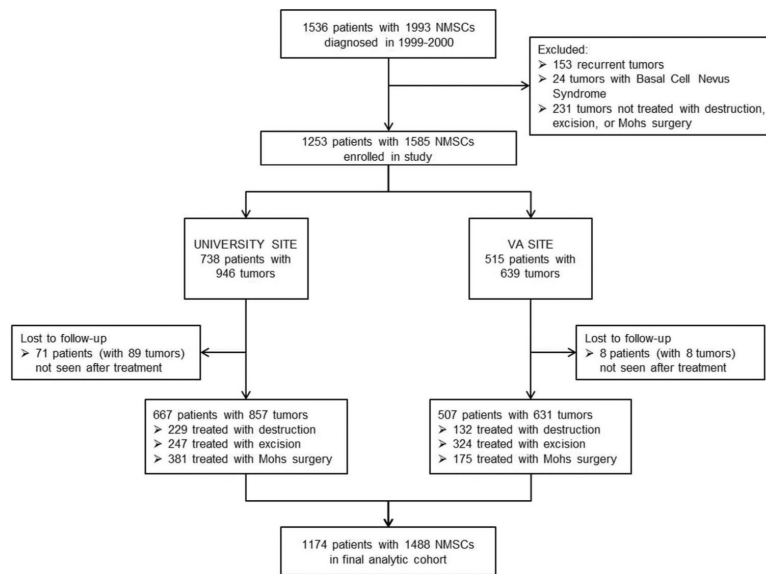 1536 patients with 1993 NMSCs
diagnosed in 1999-2000
Excluded:
➢ 153 recurrent tumors
➢ 24 tumors with Basal Cell Nevus
Syndrome
➢ 231 tumors not treated with destruction,
excision, or Mohs surgery
1253 patients with 1585 NMSCs
enrolled in study
UNIVERSITY SITE
738 patients with
946 tumors
VA SITE
515 patients with
639 tumors
Lost to follow-up
➢ 71 patients (with 89 tumors)
not seen after treatment
Lost to follow-up
➢ 8 patients (with 8 tumors)
not seen after treatment
667 patients with 857 tumors
➢ 229 treated with destruction
➢ 247 treated with excision
➢ 381 treated with Mohs surgery
507 patients with 631 tumors
➢ 132 treated with destruction
➢ 324 treated with excision
➢ 175 treated with Mohs surgery
1174 patients with 1488 NMSCs
in final analytic cohort